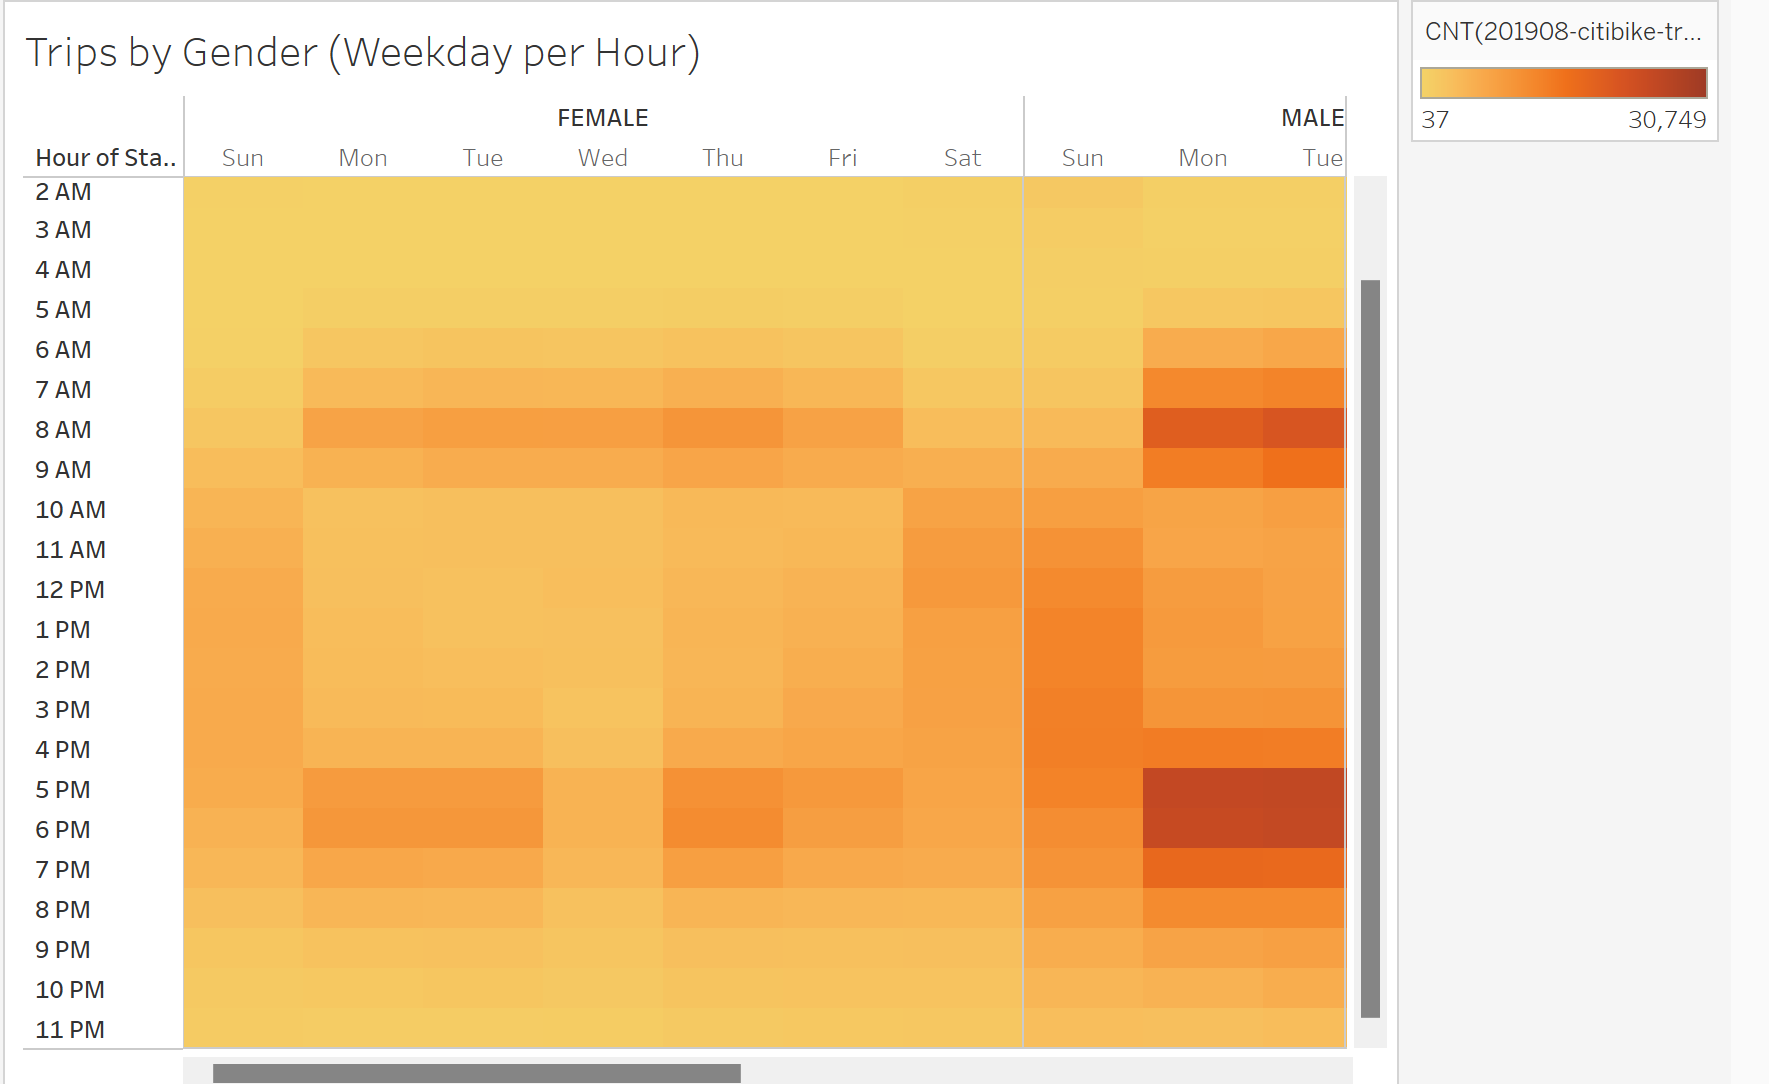 Trips by Gender (Weekday per Hour)
CNT(201908-citibike-tr...
37 30,749
FEMALE MALE
Hour of Sta.. Sun Mon Tue Wed Thu Fri Sat Sun Mon Tue
2 AM
3 AM
4 AM
5 AM
6 AM
7 AM
8 AM
9 AM
10 AM
11 AM
12 PM
1 PM
2 PM
3 PM
4 PM
5 PM
6 PM
7 PM
8 PM
9 PM
10 PM
11 PM